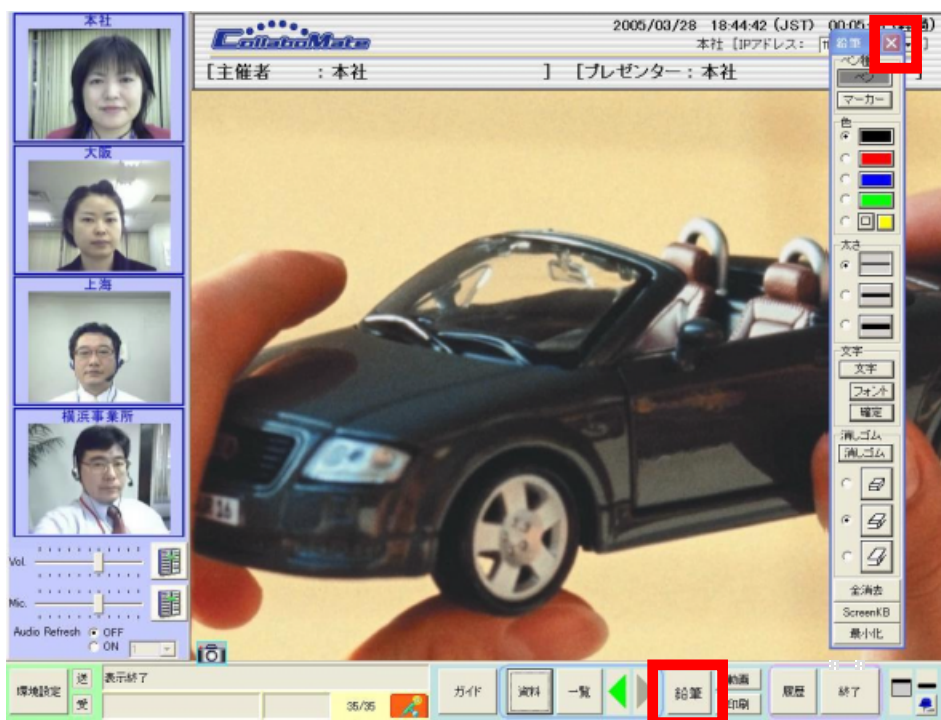 本社
大阪
上海
横浜事業所
Vol.
Mic.
Audio Refresh
OFF
ON
1
CollaboMate
2005/03/28 18:44:42 (JST)
本社 [IPアドレス:
[主催者 :本社 ] [プレゼンター:本社 ]
16
鉛筆
ペン
マーカー
色
太さ
文字
文字
フォント
確定
消しゴム
消しゴム
全消去
ScreenKB
最小化
環境設定
送
受
表示終了
35/35
ガイド
資料
一覧
鉛筆
動画
印刷
履歴
終了